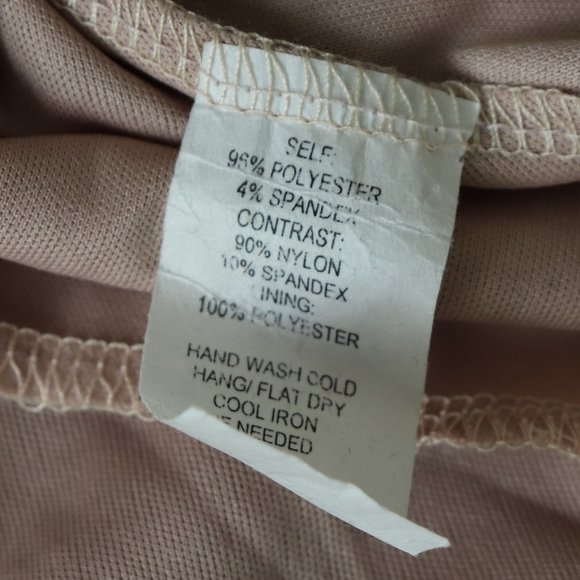 SELF:
96% POLYESTER
4% SPANDEX
CONTRAST:
90% NYLON
10% SPANDEX
LINING:
100% POLYESTER
HAND WASH COLD
HANG/ FLAT DRY
COOL IRON
NEEDED